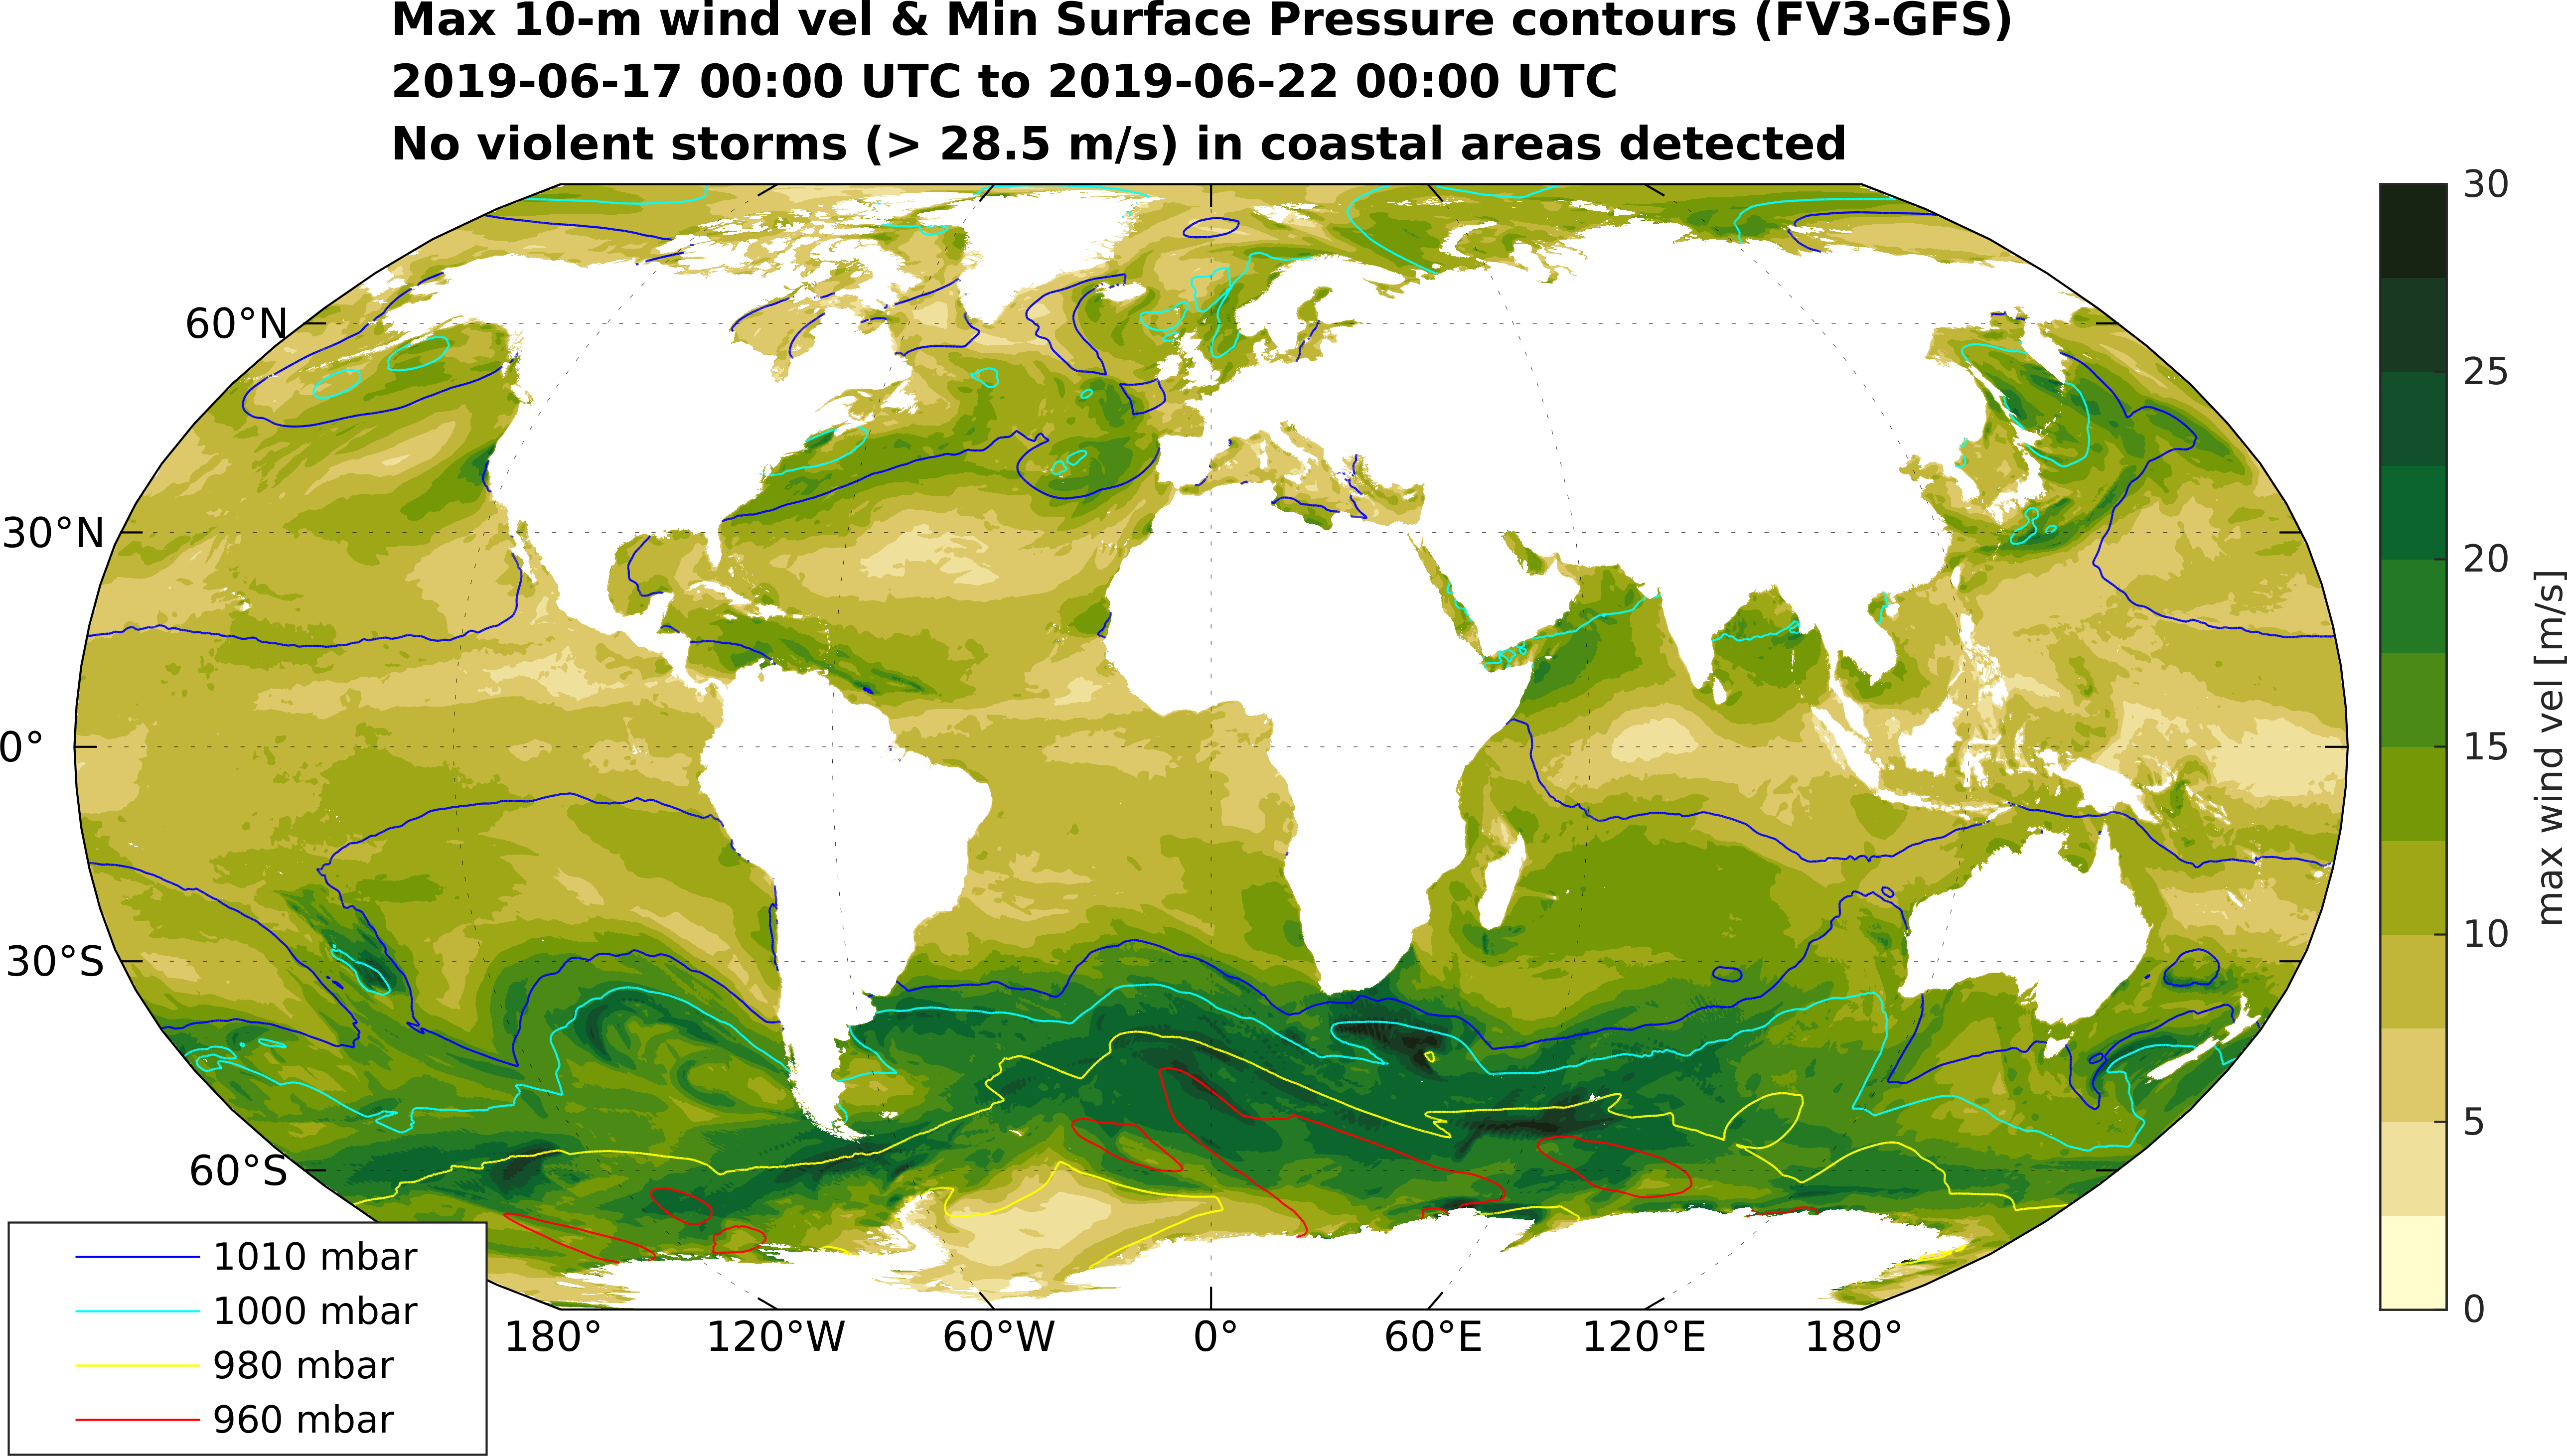 Max 10-m wind vel & Min Surface Pressure contours (FV3-GFS)
2019-06-17 00:00 UTC to 2019-06-22 00:00 UTC
No violent storms (> 28.5 m/s) in coastal areas detected
60°N
30°N
0°
30°S
60°S
180°
120°W
60°W
0°
60°E
120°E
180°
1010 mbar
1000 mbar
980 mbar
960 mbar
30
25
20
15
10
5
0
max wind vel [m/s]